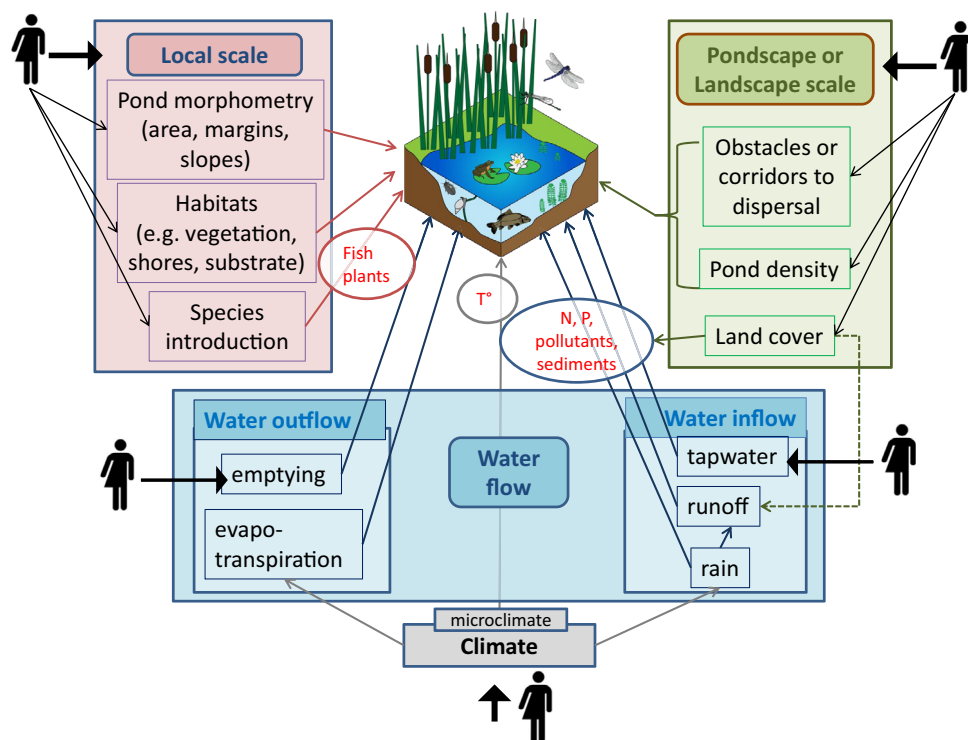 Local scale
Pond morphometry
(area, margins,
slopes)
Habitats
(e.g. vegetation,
shores, substrate)
Species
introduction
Fish
plants
T°
N, P,
pollutants,
sediments
Pondscape or
Landscape scale
Obstacles or
corridors to
dispersal
Pond density
Land cover
Water outflow
emptying
evapo-
transpiration
Water
flow
Water inflow
tapwater
runoff
rain
microclimate
Climate